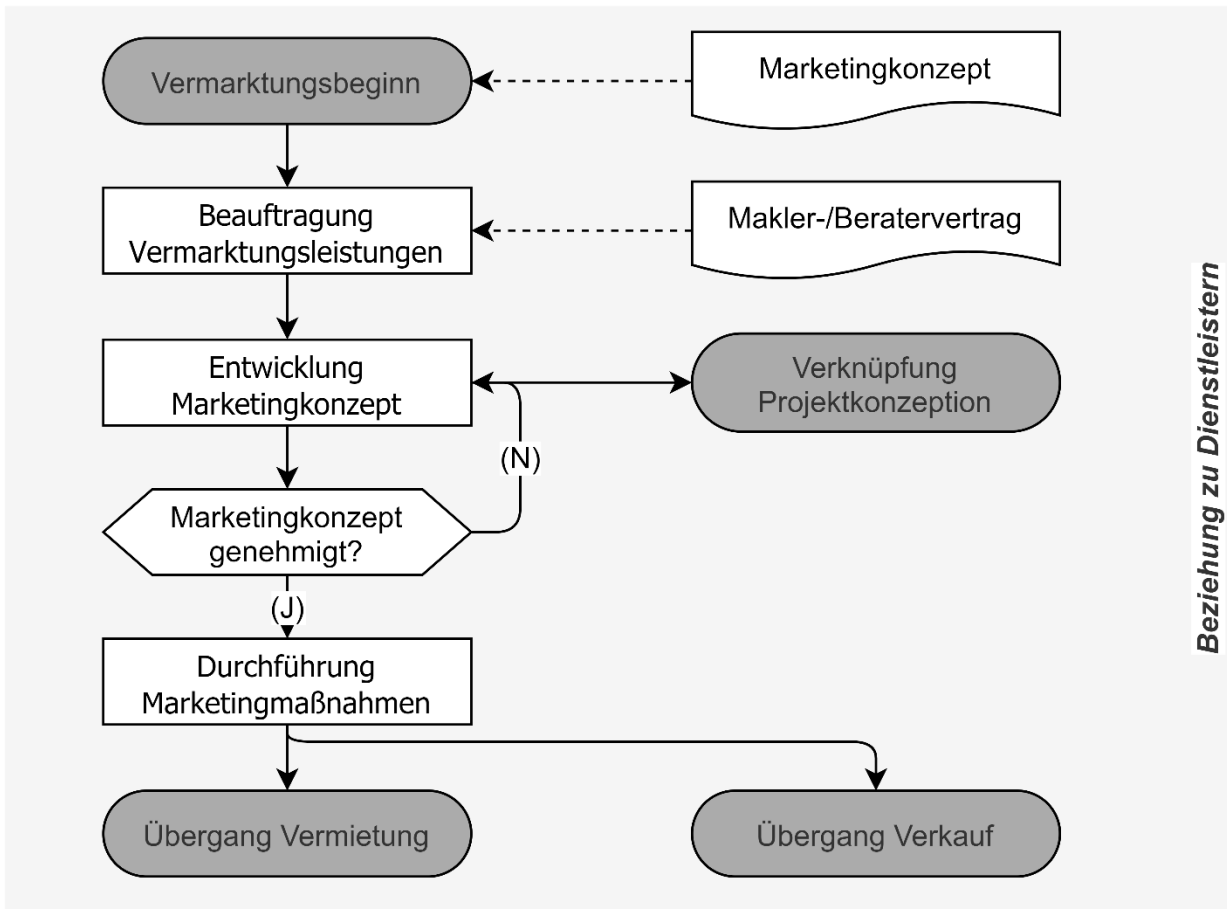 Vermarktungsbeginn
Marketingkonzept
Beauftragung
Vermarktungsleistungen
Makler-/Beratervertrag
Entwicklung
Marketingkonzept
Verknüpfung
Projektkonzeption
(N)
Marketingkonzept
genehmigt?
(J)
Durchführung
Marketingmaßnahmen
Übergang Vermietung
Übergang Verkauf
Beziehung zu Dienstleistern